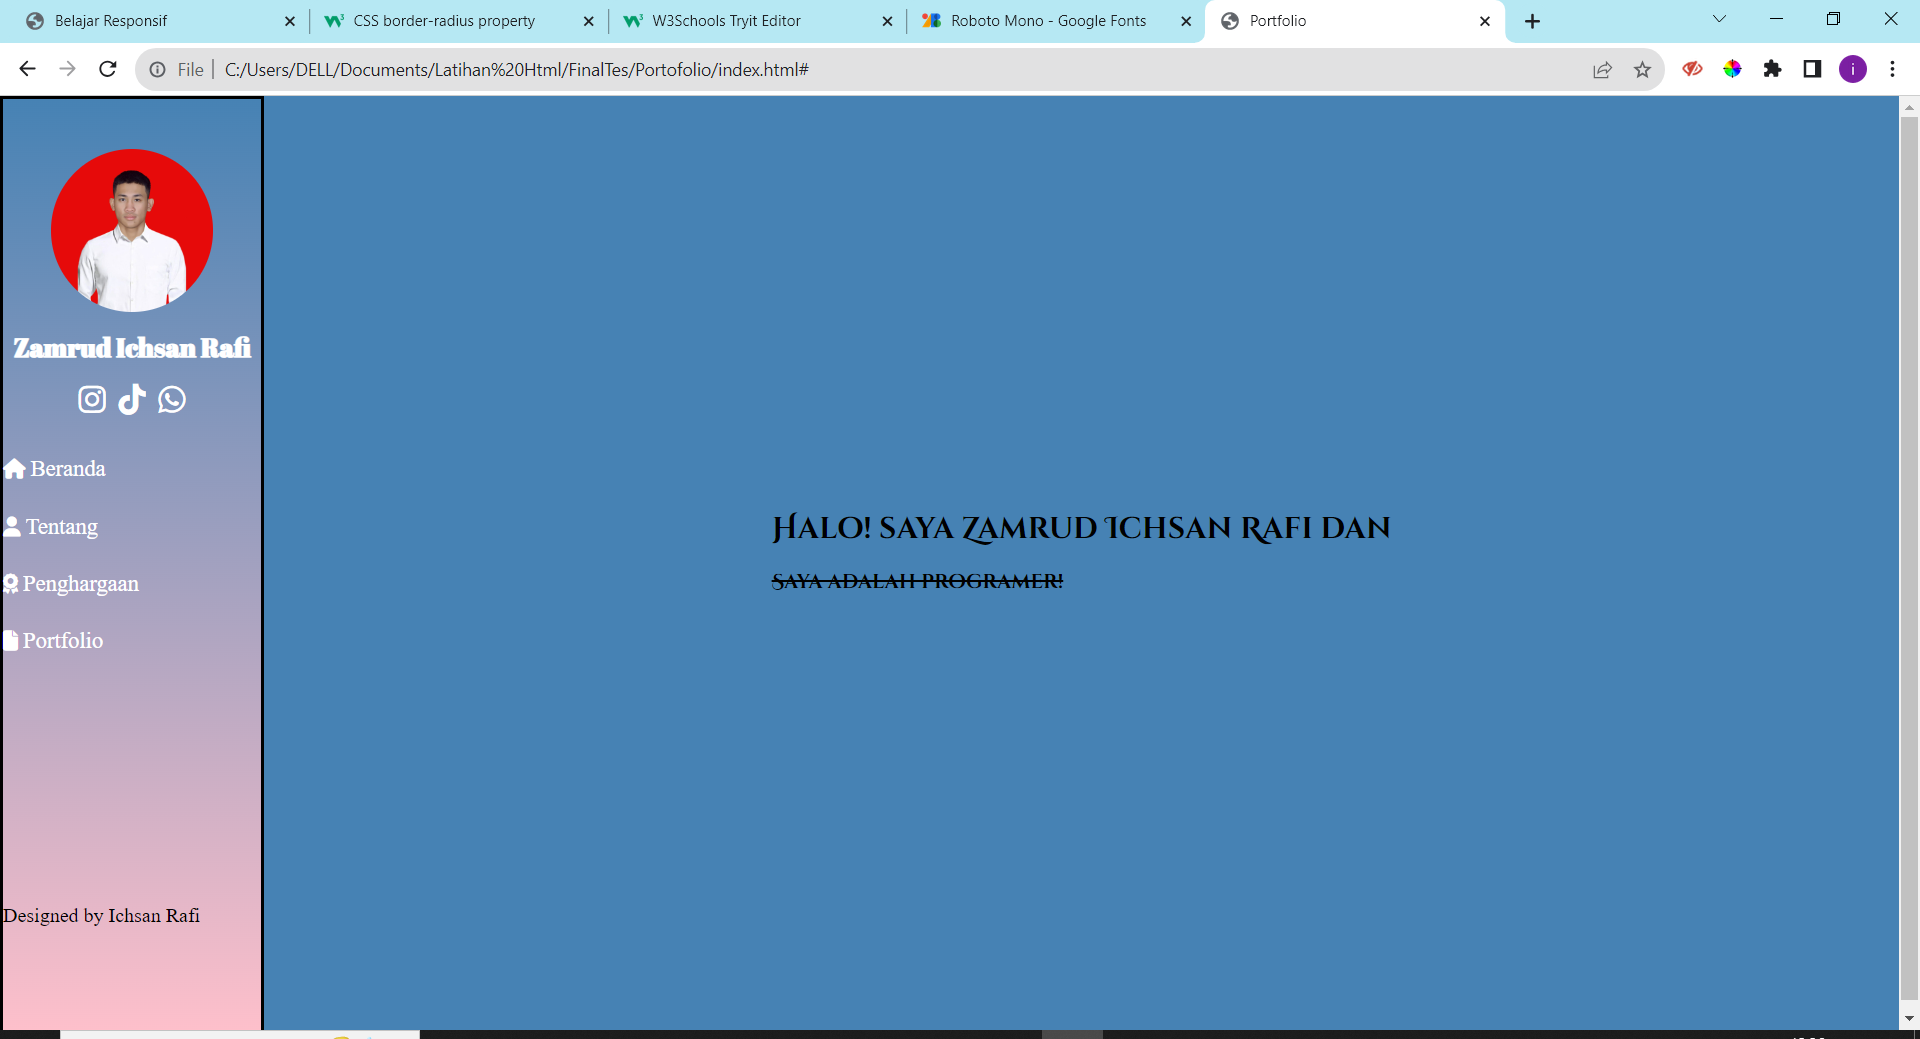 Belajar Responsif
CSS border-radius property
W3Schools Tryit Editor
Roboto Mono - Google Fonts
Portfolio
File
C:/Users/DELL/Documents/Latihan%20Html/FinalTes/Portofolio/index.html#
i
Zamrud Ichsan Rafi
Beranda
Tentang
Penghargaan
Portfolio
Designed by Ichsan Rafi
Halo! saya Zamrud Ichsan Rafi dan
Saya adalah programer!